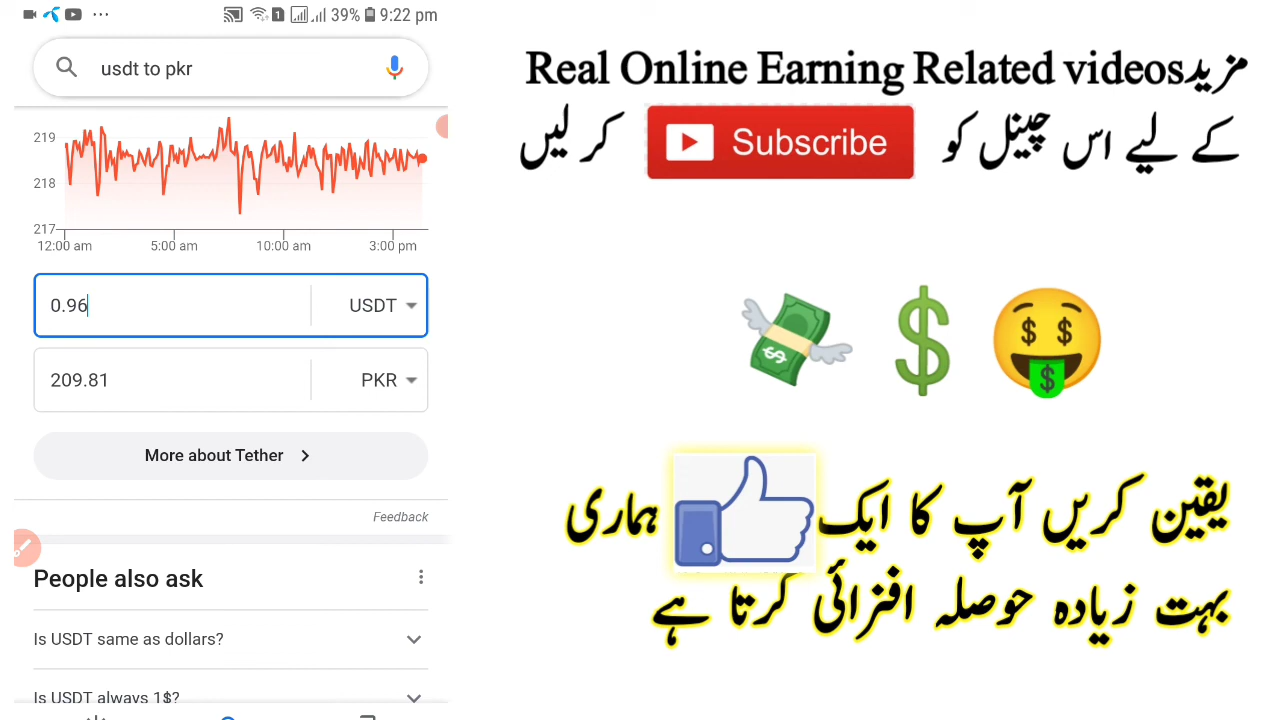 39% 9:22 pm
usdt to pkr
219
218
217
12:00 am 5:00 am 10:00 am 3:00 pm
0.96 USDT
209.81 PKR
More about Tether
Feedback
People also ask
Is USDT same as dollars?
Is USDT always 1$?
مزید Real Online Earning Related videos
کے لیے اس چینل کو Subscribe کر لیں
یقین کریں آپ کا ایک ہماری
بہت زیادہ حوصلہ افزائی کرتا ہے